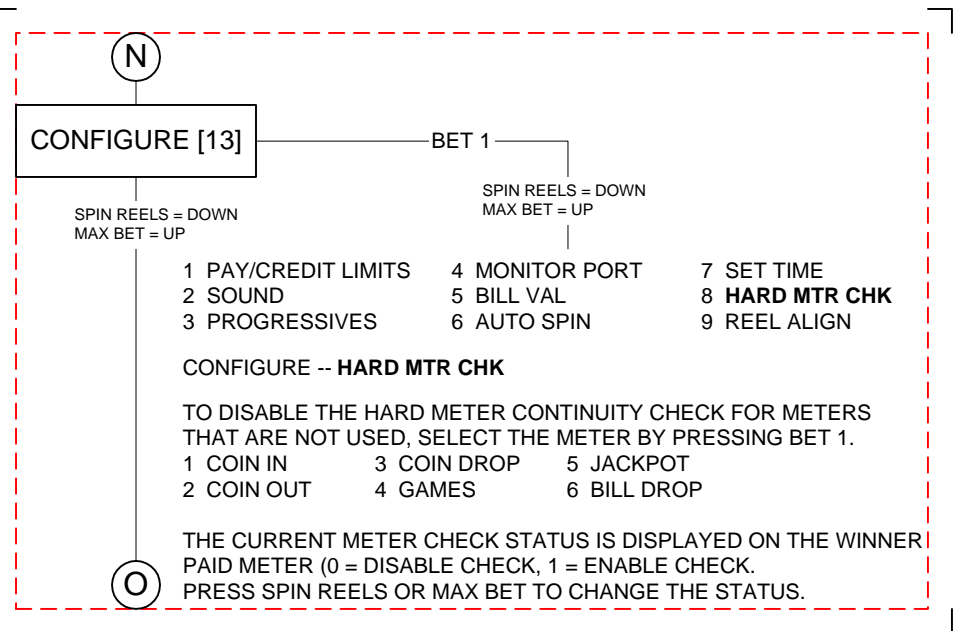 N
CONFIGURE [13]
BET 1
SPIN REELS = DOWN
MAX BET = UP
SPIN REELS = DOWN
MAX BET = UP
1 PAY/CREDIT LIMITS 4 MONITOR PORT 7 SET TIME
2 SOUND 5 BILL VAL 8 HARD MTR CHK
3 PROGRESSIVES 6 AUTO SPIN 9 REEL ALIGN
CONFIGURE -- HARD MTR CHK
TO DISABLE THE HARD METER CONTINUITY CHECK FOR METERS
THAT ARE NOT USED, SELECT THE METER BY PRESSING BET 1.
1 COIN IN 3 COIN DROP 5 JACKPOT
2 COIN OUT 4 GAMES 6 BILL DROP
THE CURRENT METER CHECK STATUS IS DISPLAYED ON THE WINNER
PAID METER (0 = DISABLE CHECK, 1 = ENABLE CHECK.
PRESS SPIN REELS OR MAX BET TO CHANGE THE STATUS.
O